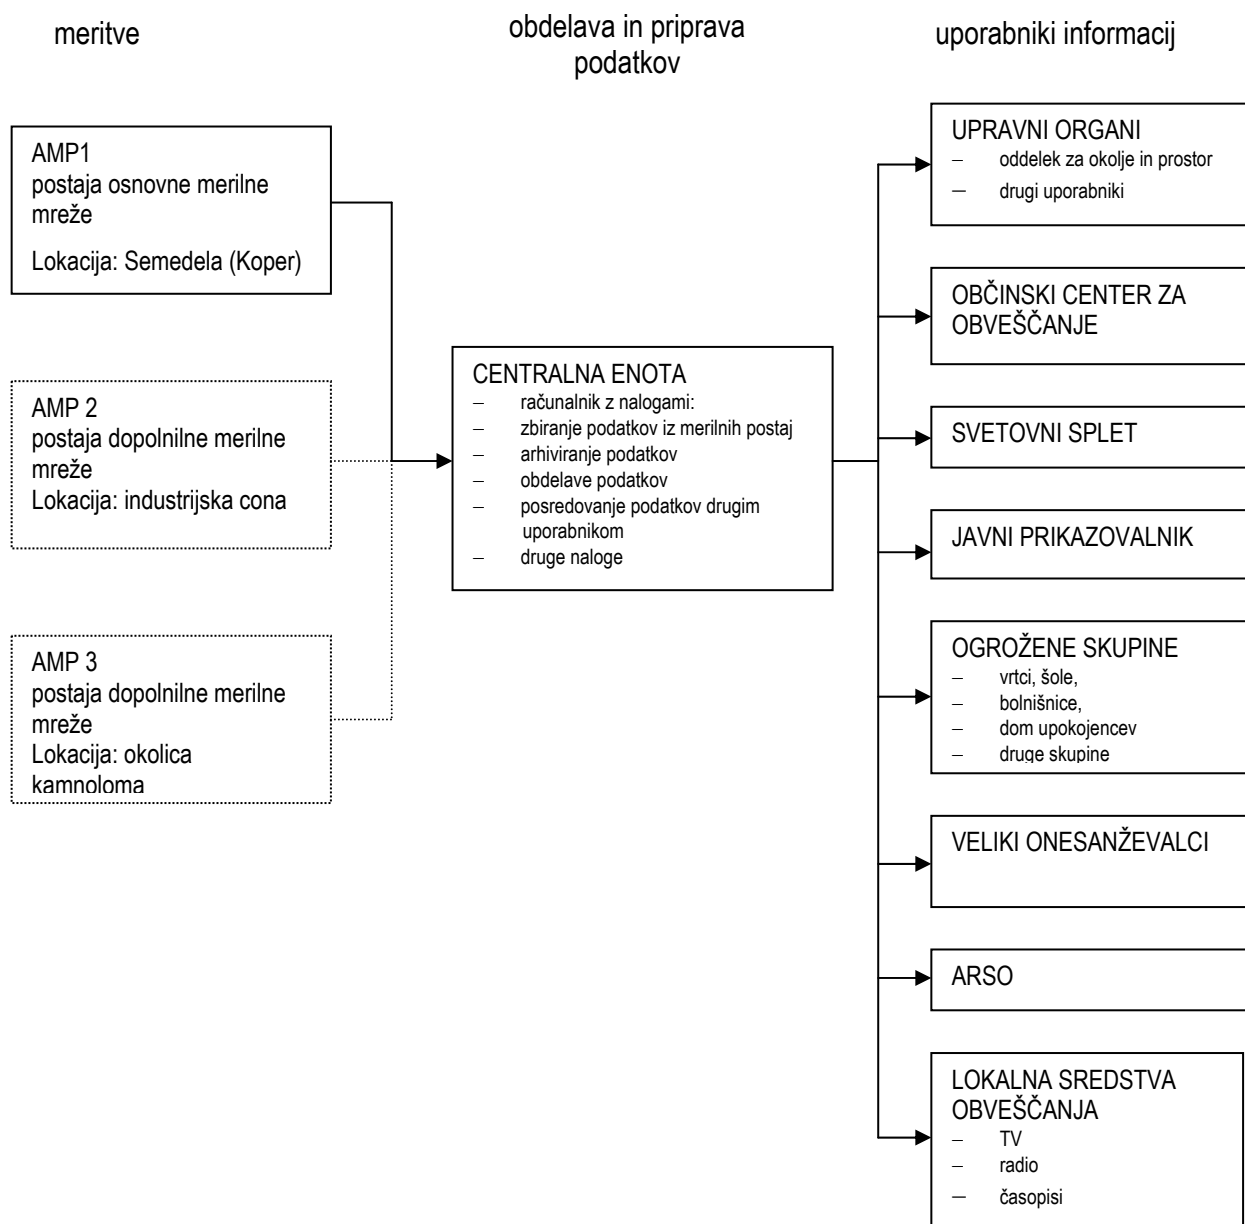 meritve
obdelava in priprava
podatkov
uporabniki informacij
AMP1
postaja osnovne merilne
mreže
Lokacija: Semedela (Koper)
AMP 2
postaja dopolnilne merilne
mreže
Lokacija: industrijska cona
AMP 3
postaja dopolnilne merilne
mreže
Lokacija: okolica
kamnoloma
CENTRALNA ENOTA
– računalnik z nalogami:
– zbiranje podatkov iz merilnih postaj
– arhiviranje podatkov
– obdelave podatkov
– posredovanje podatkov drugim
uporabnikom
– druge naloge
UPRAVNI ORGANI
– oddelek za okolje in prostor
– drugi uporabniki
OBČINSKI CENTER ZA
OBVEŠČANJE
SVETOVNI SPLET
JAVNI PRIKAZOVALNIK
OGROŽENE SKUPINE
– vrtci, šole,
– bolnišnice,
– dom upokojencev
– druge skupine
VELIKI ONESANŽEVALCI
ARSO
LOKALNA SREDSTVA
OBVEŠČANJA
– TV
– radio
– časopisi